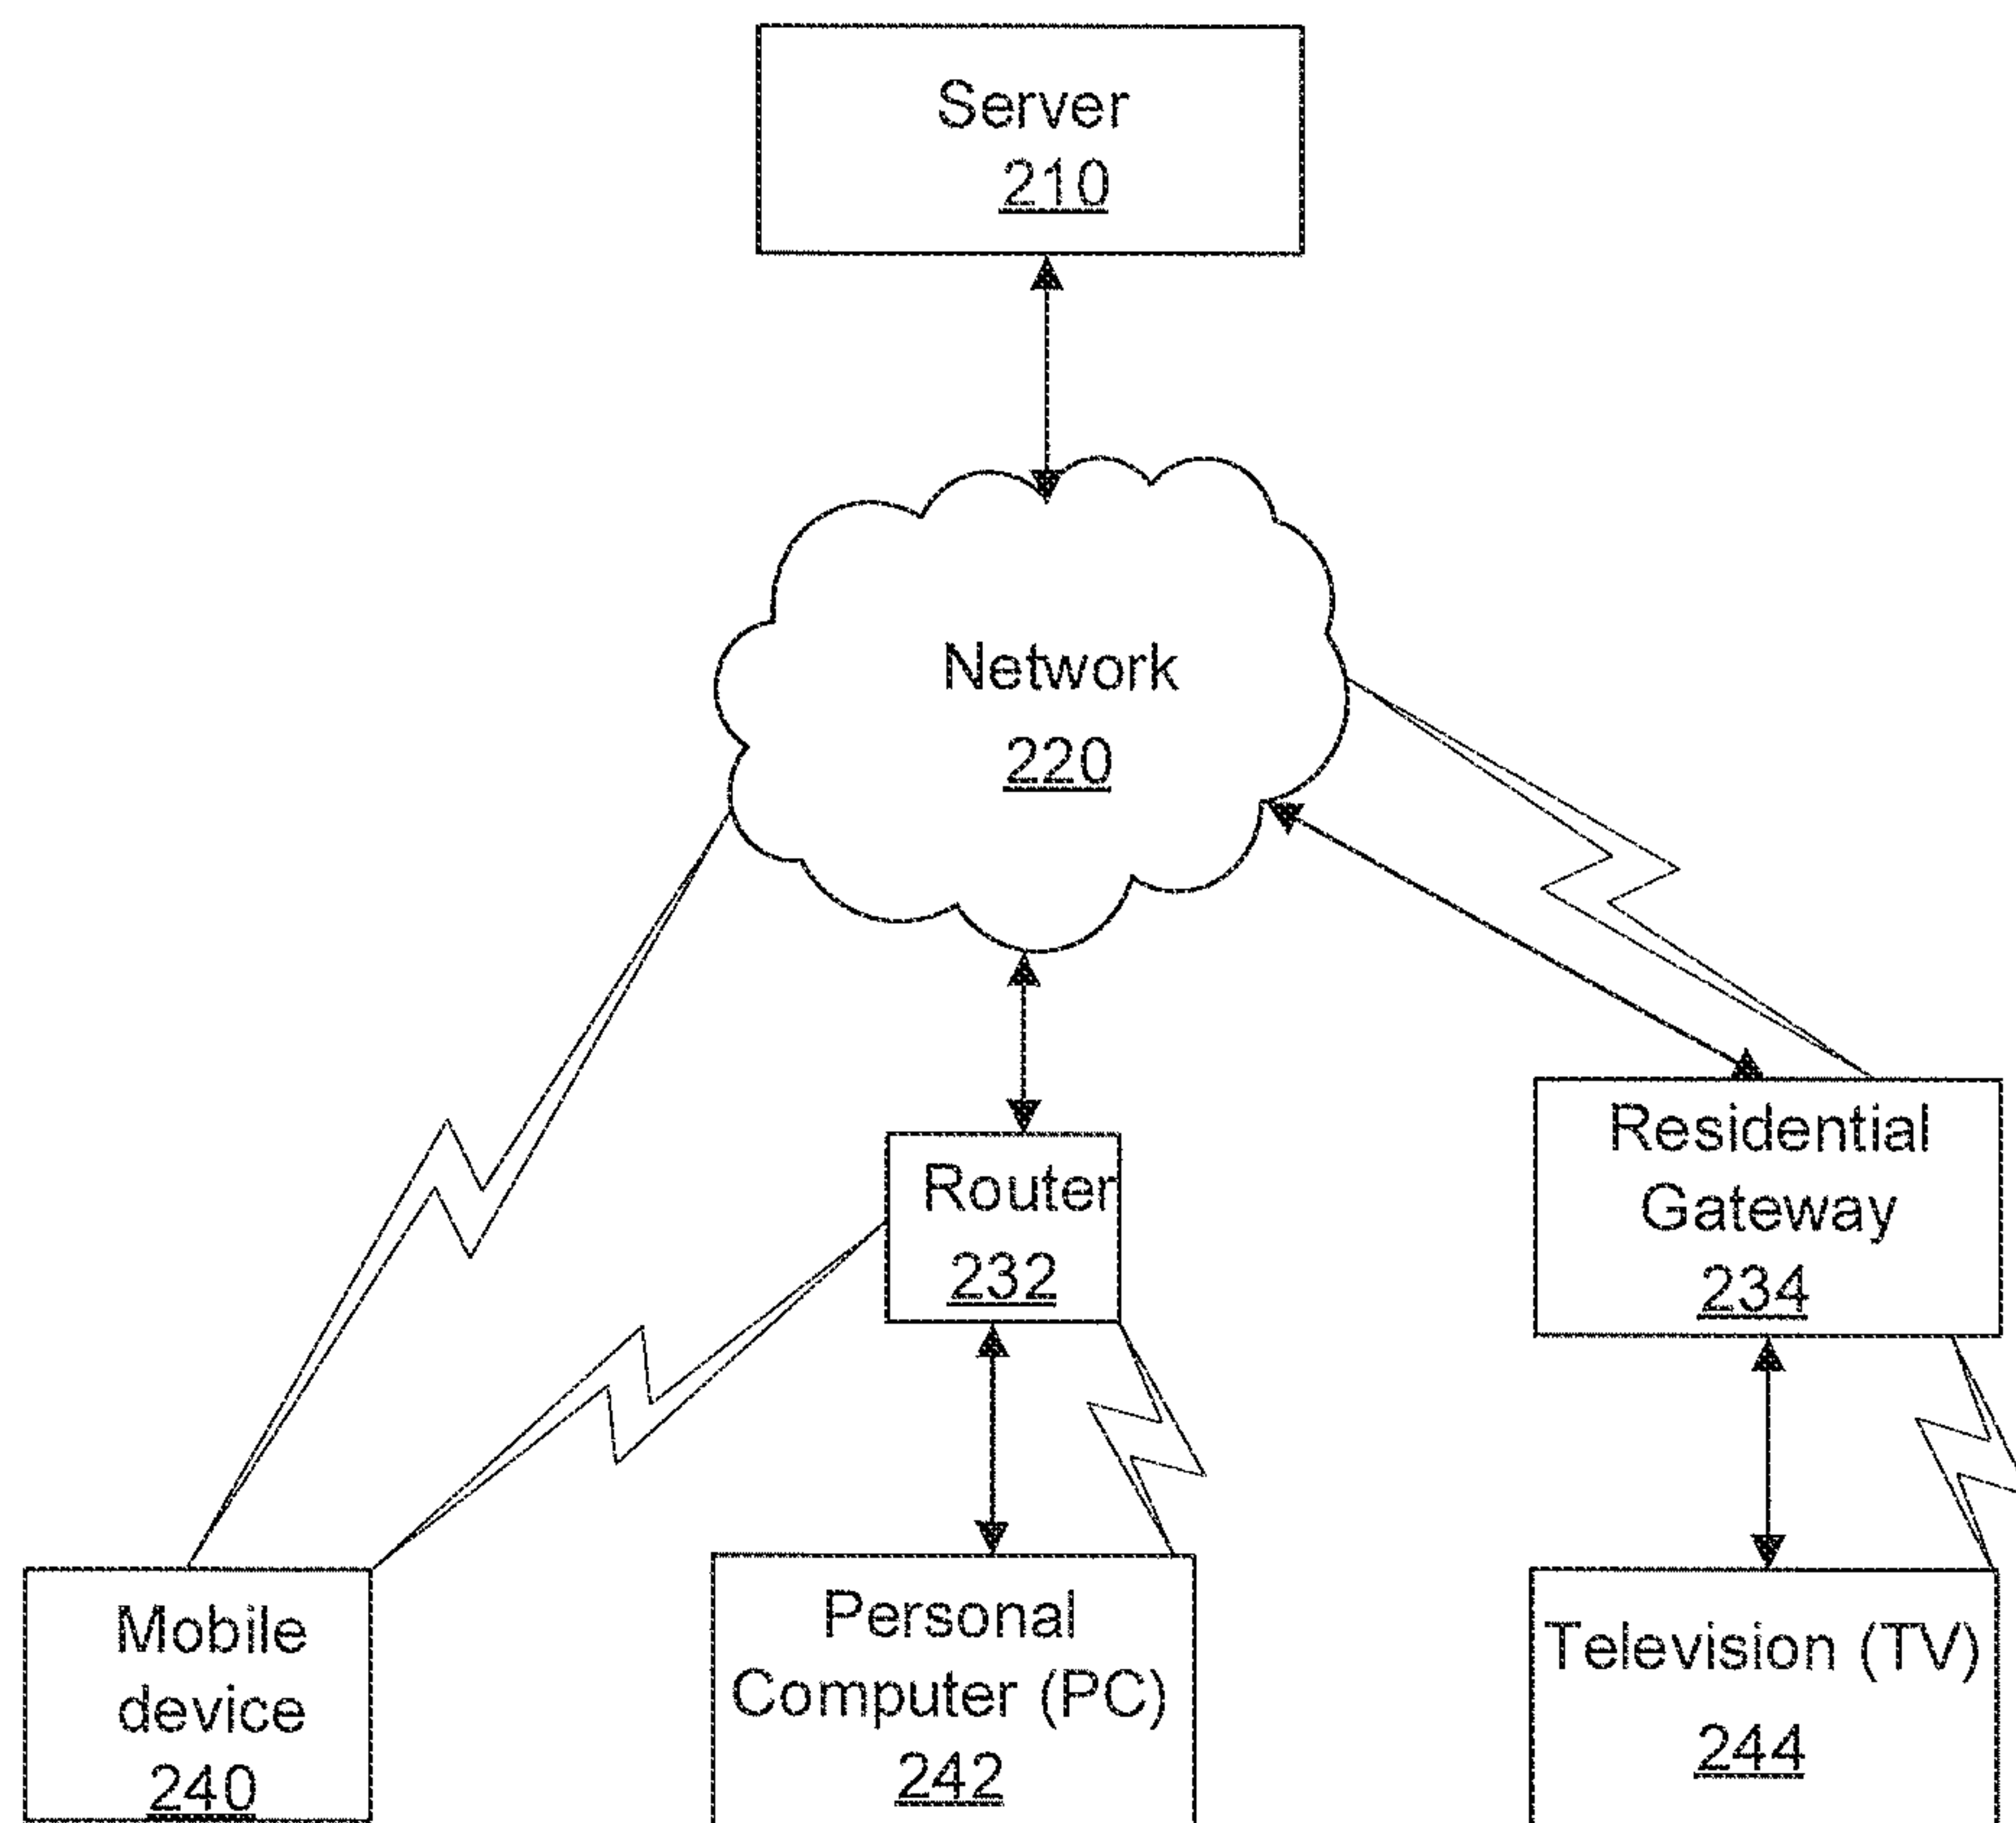 Server
210
Network
220
Router
232
Residential
Gateway
234
Mobile
device
240
Personal
Computer (PC)
242
Television (TV)
244